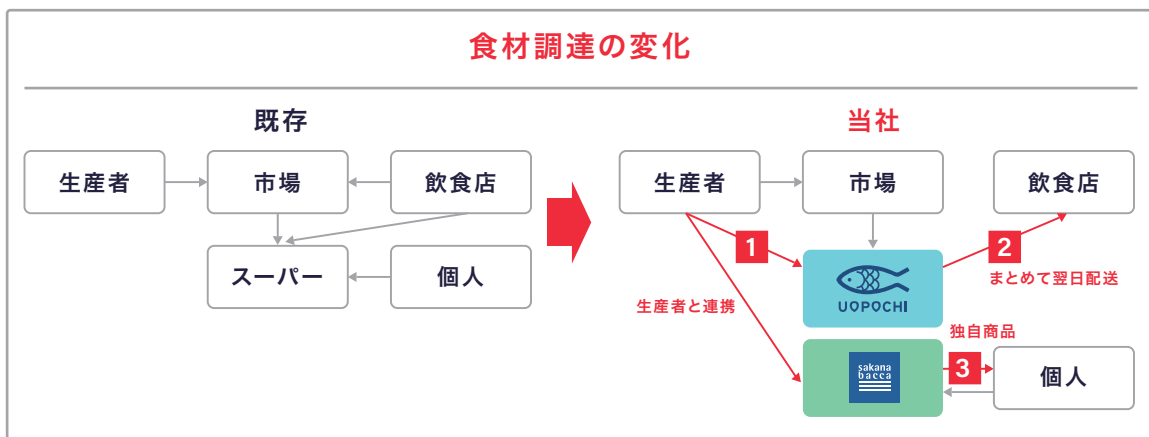 食材調達の変化
既存
生産者
市場
飲食店
スーパー
個人
当社
生産者
市場
飲食店
1
2
まとめて翌日配送
UOPOCHI
生産者と連携
独自商品
sakana
bacca
3
個人